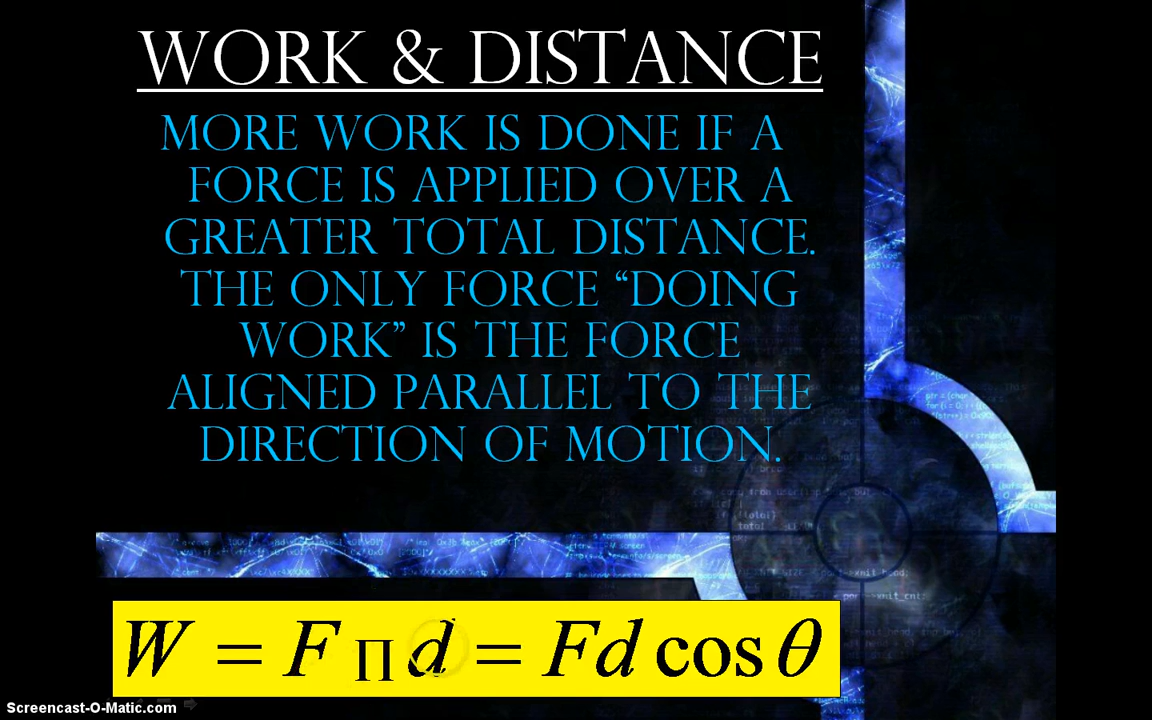 WORK & DISTANCE
MORE WORK IS DONE IF A
FORCE IS APPLIED OVER A
GREATER TOTAL DISTANCE.
THE ONLY FORCE “DOING
WORK” IS THE FORCE
ALIGNED PARALLEL TO THE
DIRECTION OF MOTION.
W = F ∏ d = Fd cos θ
Screencast-O-Matic.com